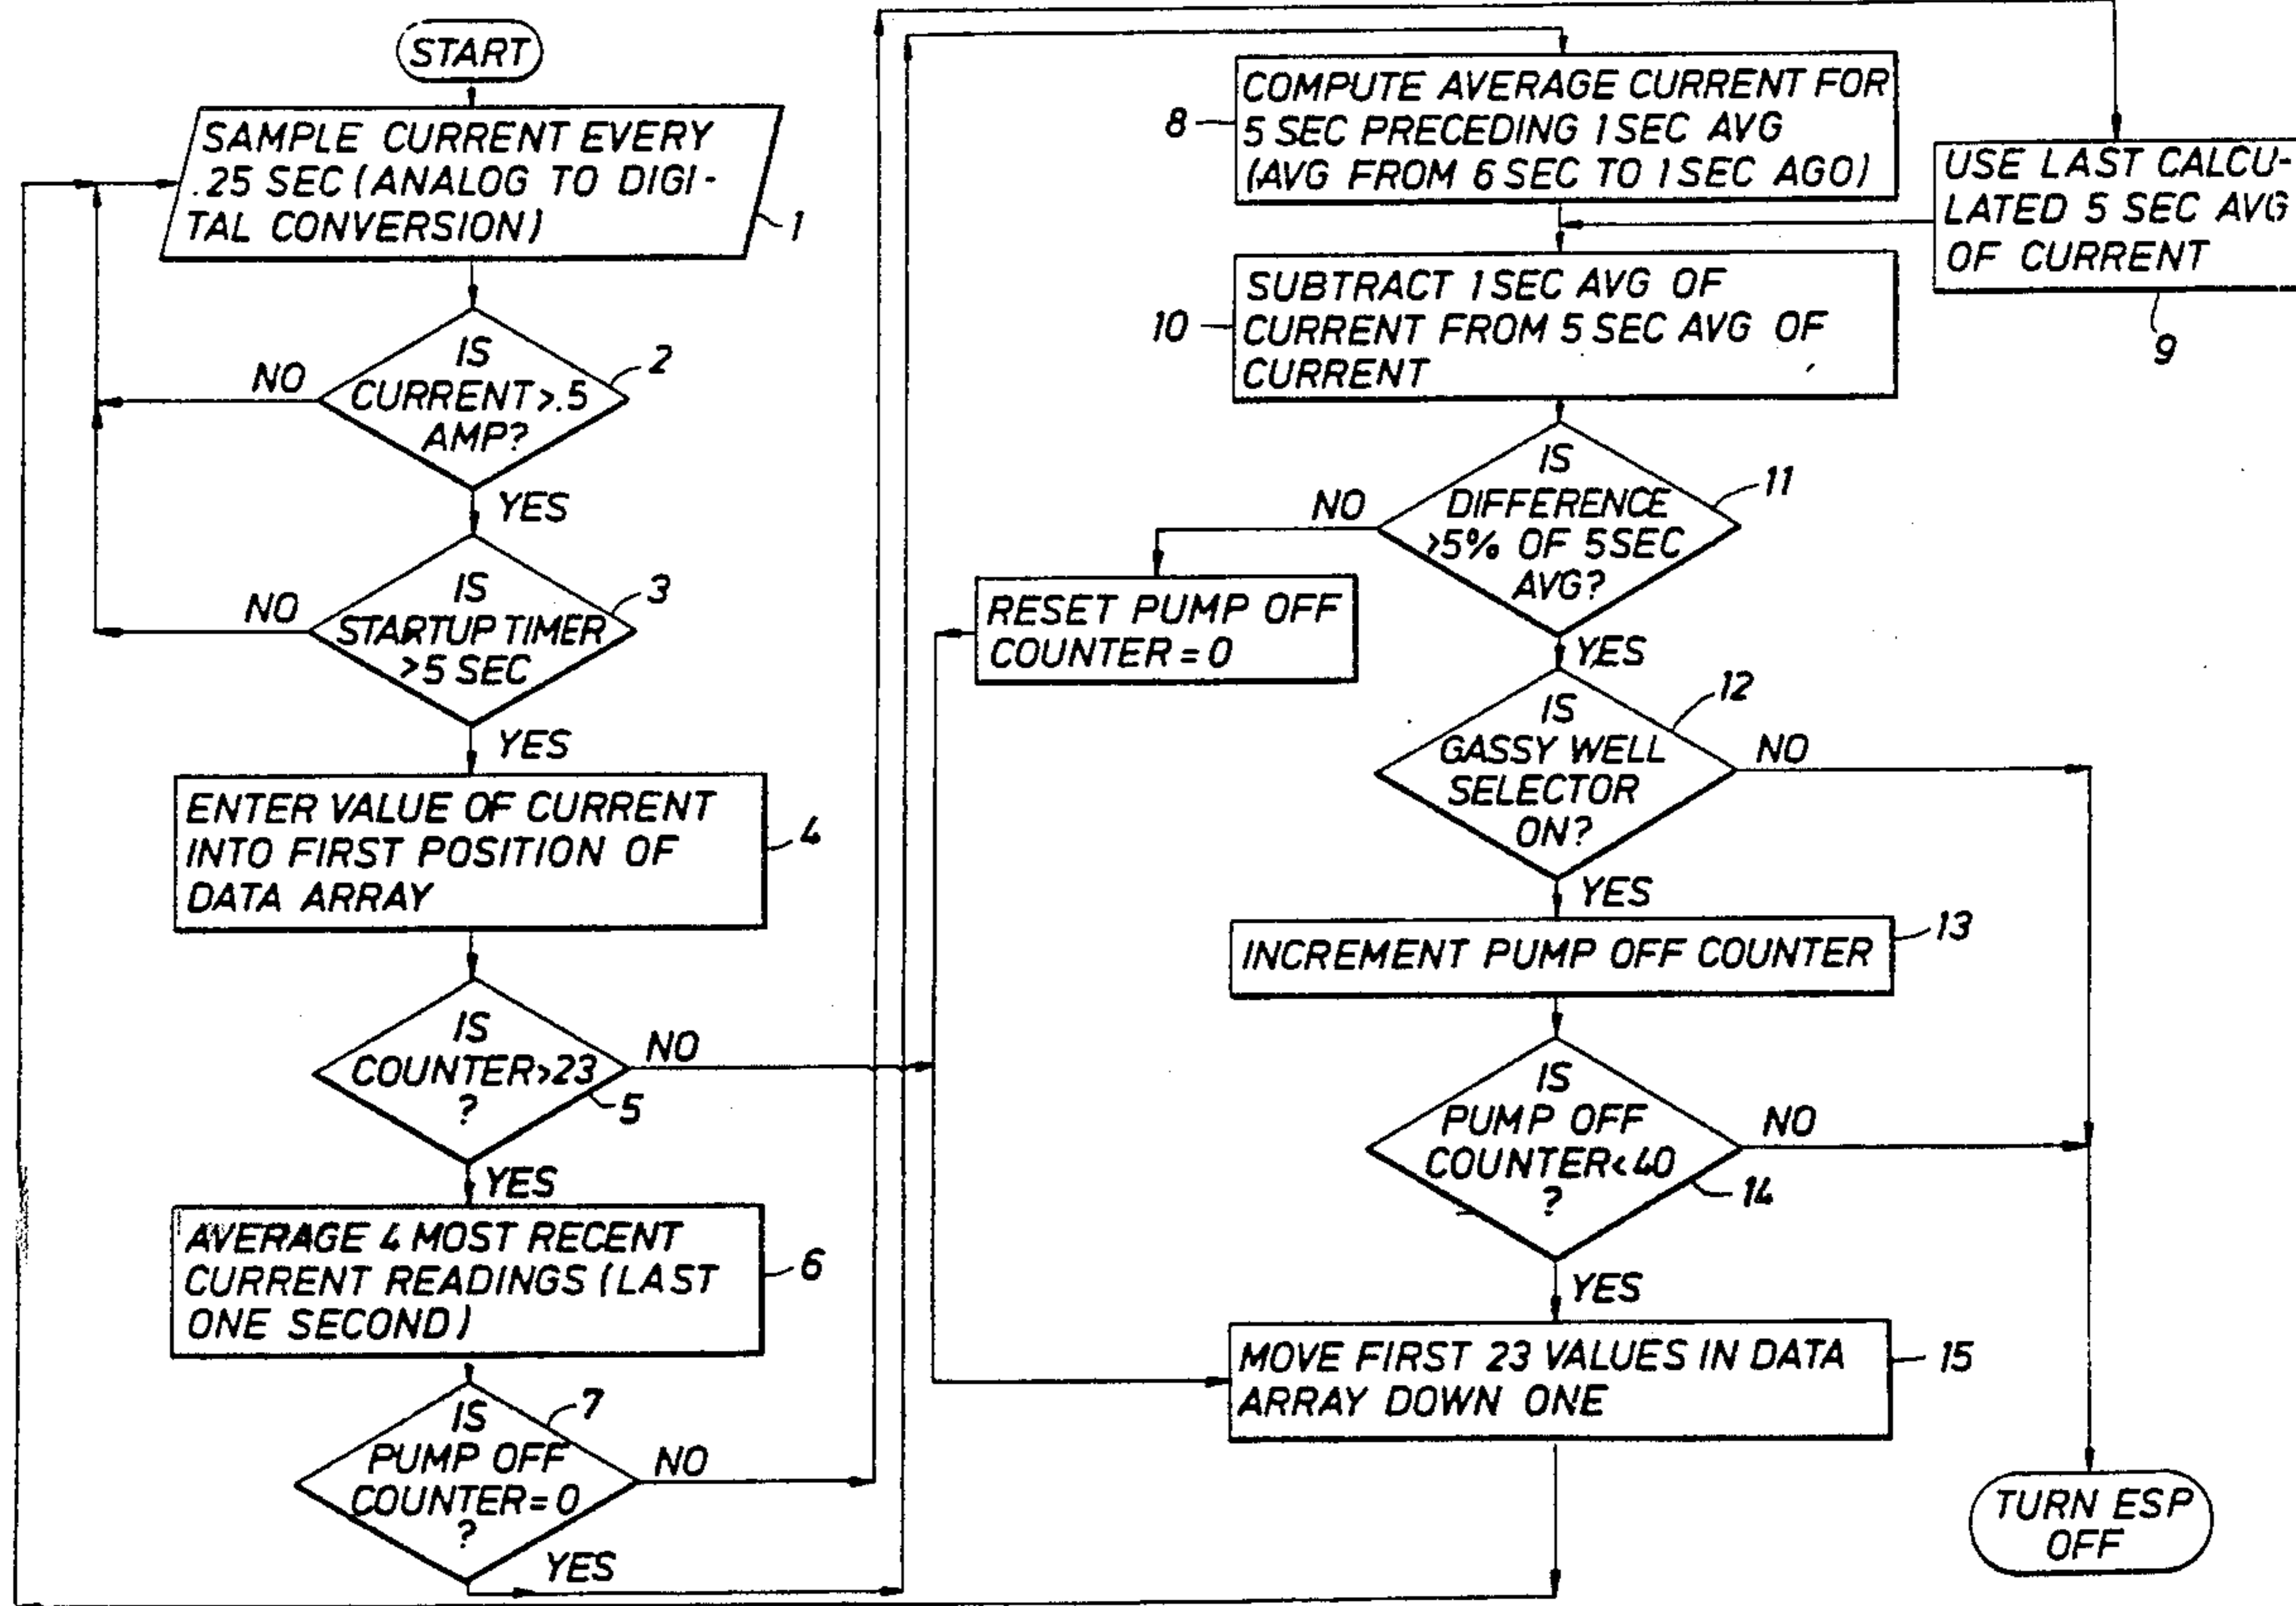 START
SAMPLE CURRENT EVERY
.25 SEC (ANALOG TO DIGI-
TAL CONVERSION)
1
IS
CURRENT>.5
AMP?
2
NO
YES
IS
STARTUP TIMER
>5 SEC
3
NO
YES
ENTER VALUE OF CURRENT
INTO FIRST POSITION OF
DATA ARRAY
4
IS
COUNTER>23
?
5
NO
YES
AVERAGE 4 MOST RECENT
CURRENT READINGS (LAST
ONE SECOND)
6
IS
PUMP OFF
COUNTER=0
?
7
NO
YES
COMPUTE AVERAGE CURRENT FOR
5 SEC PRECEDING 1 SEC AVG
(AVG FROM 6 SEC TO 1 SEC AGO)
8
USE LAST CALCU-
LATED 5 SEC AVG
OF CURRENT
9
SUBTRACT 1 SEC AVG OF
CURRENT FROM 5 SEC AVG OF
CURRENT
10
IS
DIFFERENCE
>5% OF 5SEC
AVG?
11
NO
YES
RESET PUMP OFF
COUNTER = 0
IS
GASSY WELL
SELECTOR
ON?
12
NO
YES
INCREMENT PUMP OFF COUNTER
13
IS
PUMP OFF
COUNTER<40
?
14
NO
YES
MOVE FIRST 23 VALUES IN DATA
ARRAY DOWN ONE
15
TURN ESP
OFF